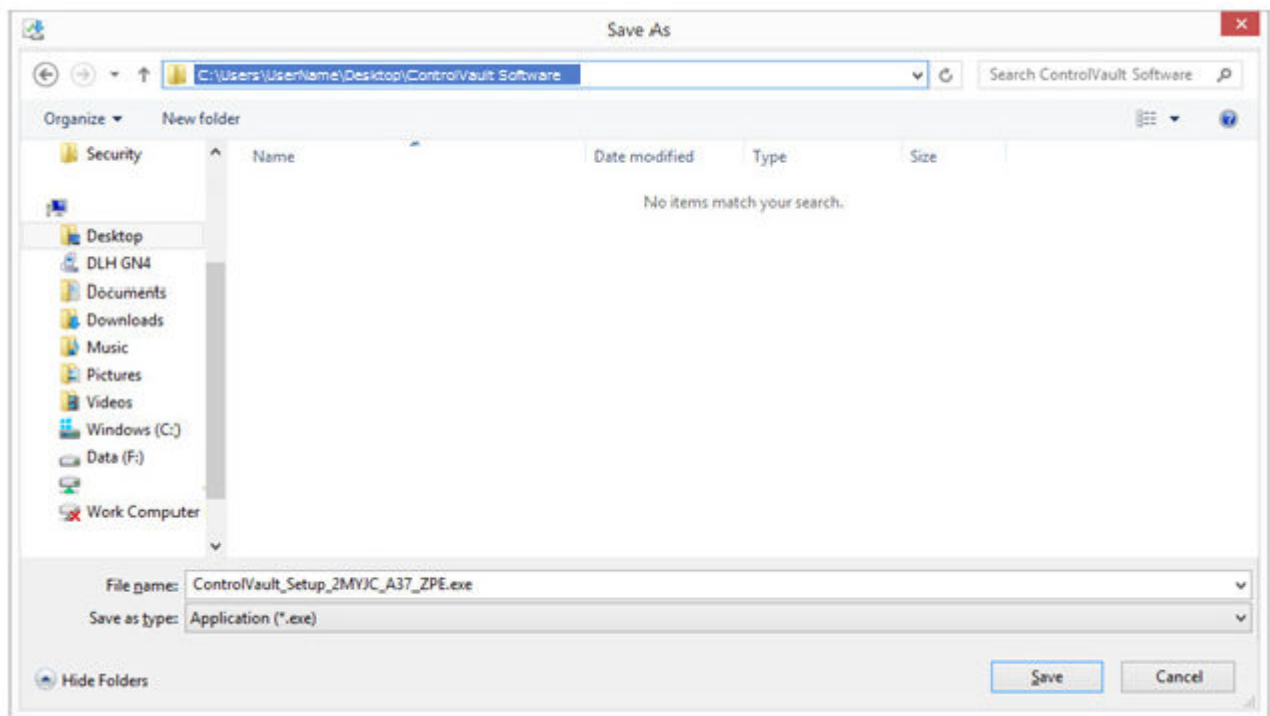 Save As
C:\Users\UserName\Desktop\ControlVault Software
Search ControlVault Software
Organize
New folder
Security
Name
Date modified
Type
Size
No items match your search.
Desktop
DLH GN4
Documents
Downloads
Music
Pictures
Videos
Windows (C:)
Data (F:)
Work Computer
File name: ControlVault_Setup_2MYJC_A37_ZPE.exe
Save as type: Application (*.exe)
Hide Folders
Save
Cancel